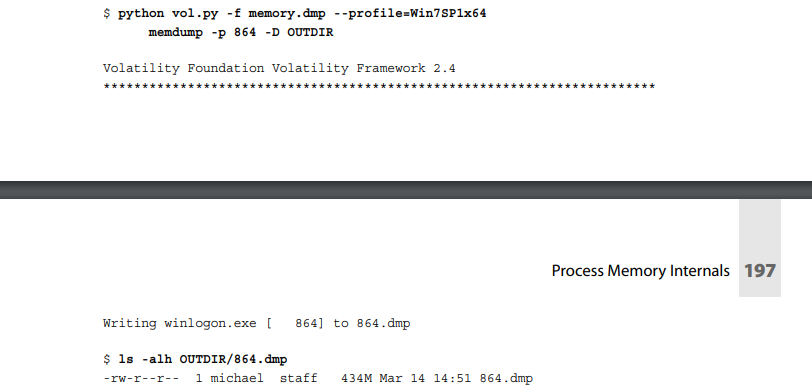 $ python vol.py -f memory.dmp --profile=Win7SP1x64
memdump -p 864 -D OUTDIR
Volatility Foundation Volatility Framework 2.4
************************************************************************
Process Memory Internals 197
Writing winlogon.exe [ 864] to 864.dmp
$ ls -alh OUTDIR/864.dmp
-rw-r--r-- 1 michael staff 434M Mar 14 14:51 864.dmp